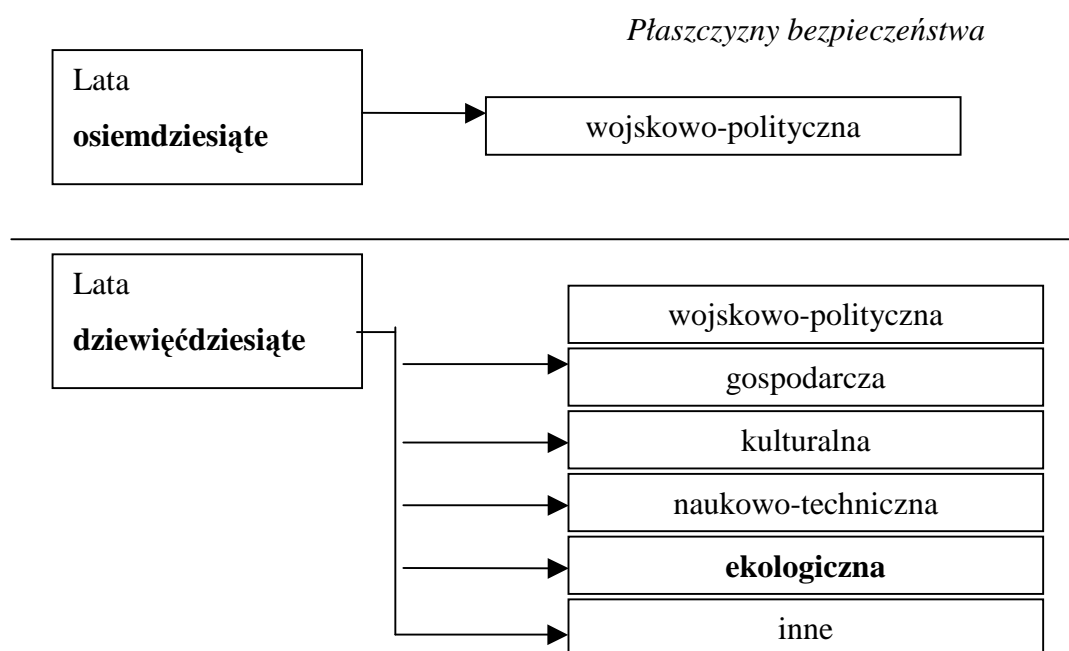 Płaszczyzny bezpieczeństwa
Lata
osiemdziesiąte
wojskowo-polityczna
Lata
dziewięćdziesiąte
wojskowo-polityczna
gospodarcza
kulturalna
naukowo-techniczna
ekologiczna
inne